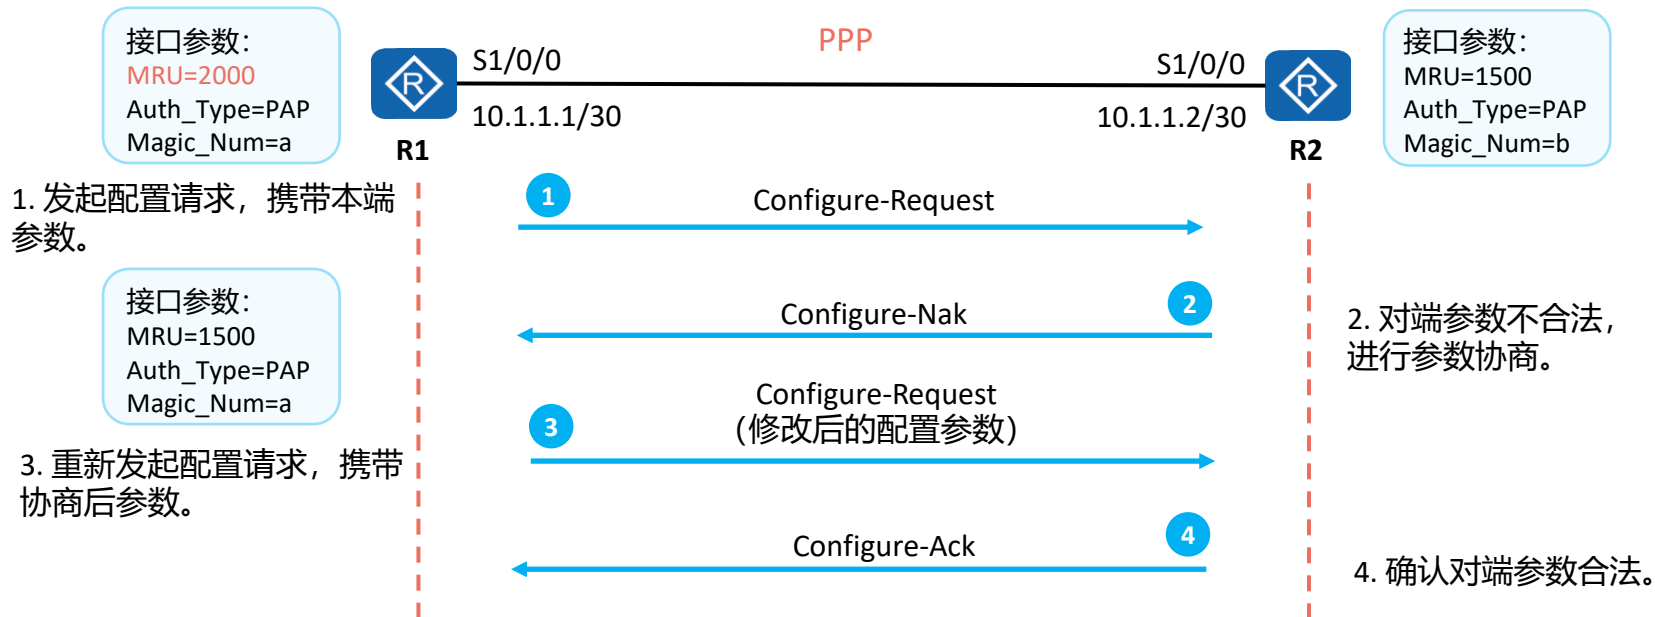 接口参数：
MRU=2000
Auth_Type=PAP
Magic_Num=a
R
R1
S1/0/0
10.1.1.1/30
PPP
S1/0/0
10.1.1.2/30
R
R2
接口参数：
MRU=1500
Auth_Type=PAP
Magic_Num=b
1. 发起配置请求，携带本端
参数。
1
Configure-Request
接口参数：
MRU=1500
Auth_Type=PAP
Magic_Num=a
Configure-Nak
2
2. 对端参数不合法，
进行参数协商。
3. 重新发起配置请求，携带
协商后参数。
3
Configure-Request
（修改后的配置参数）
Configure-Ack
4
4. 确认对端参数合法。